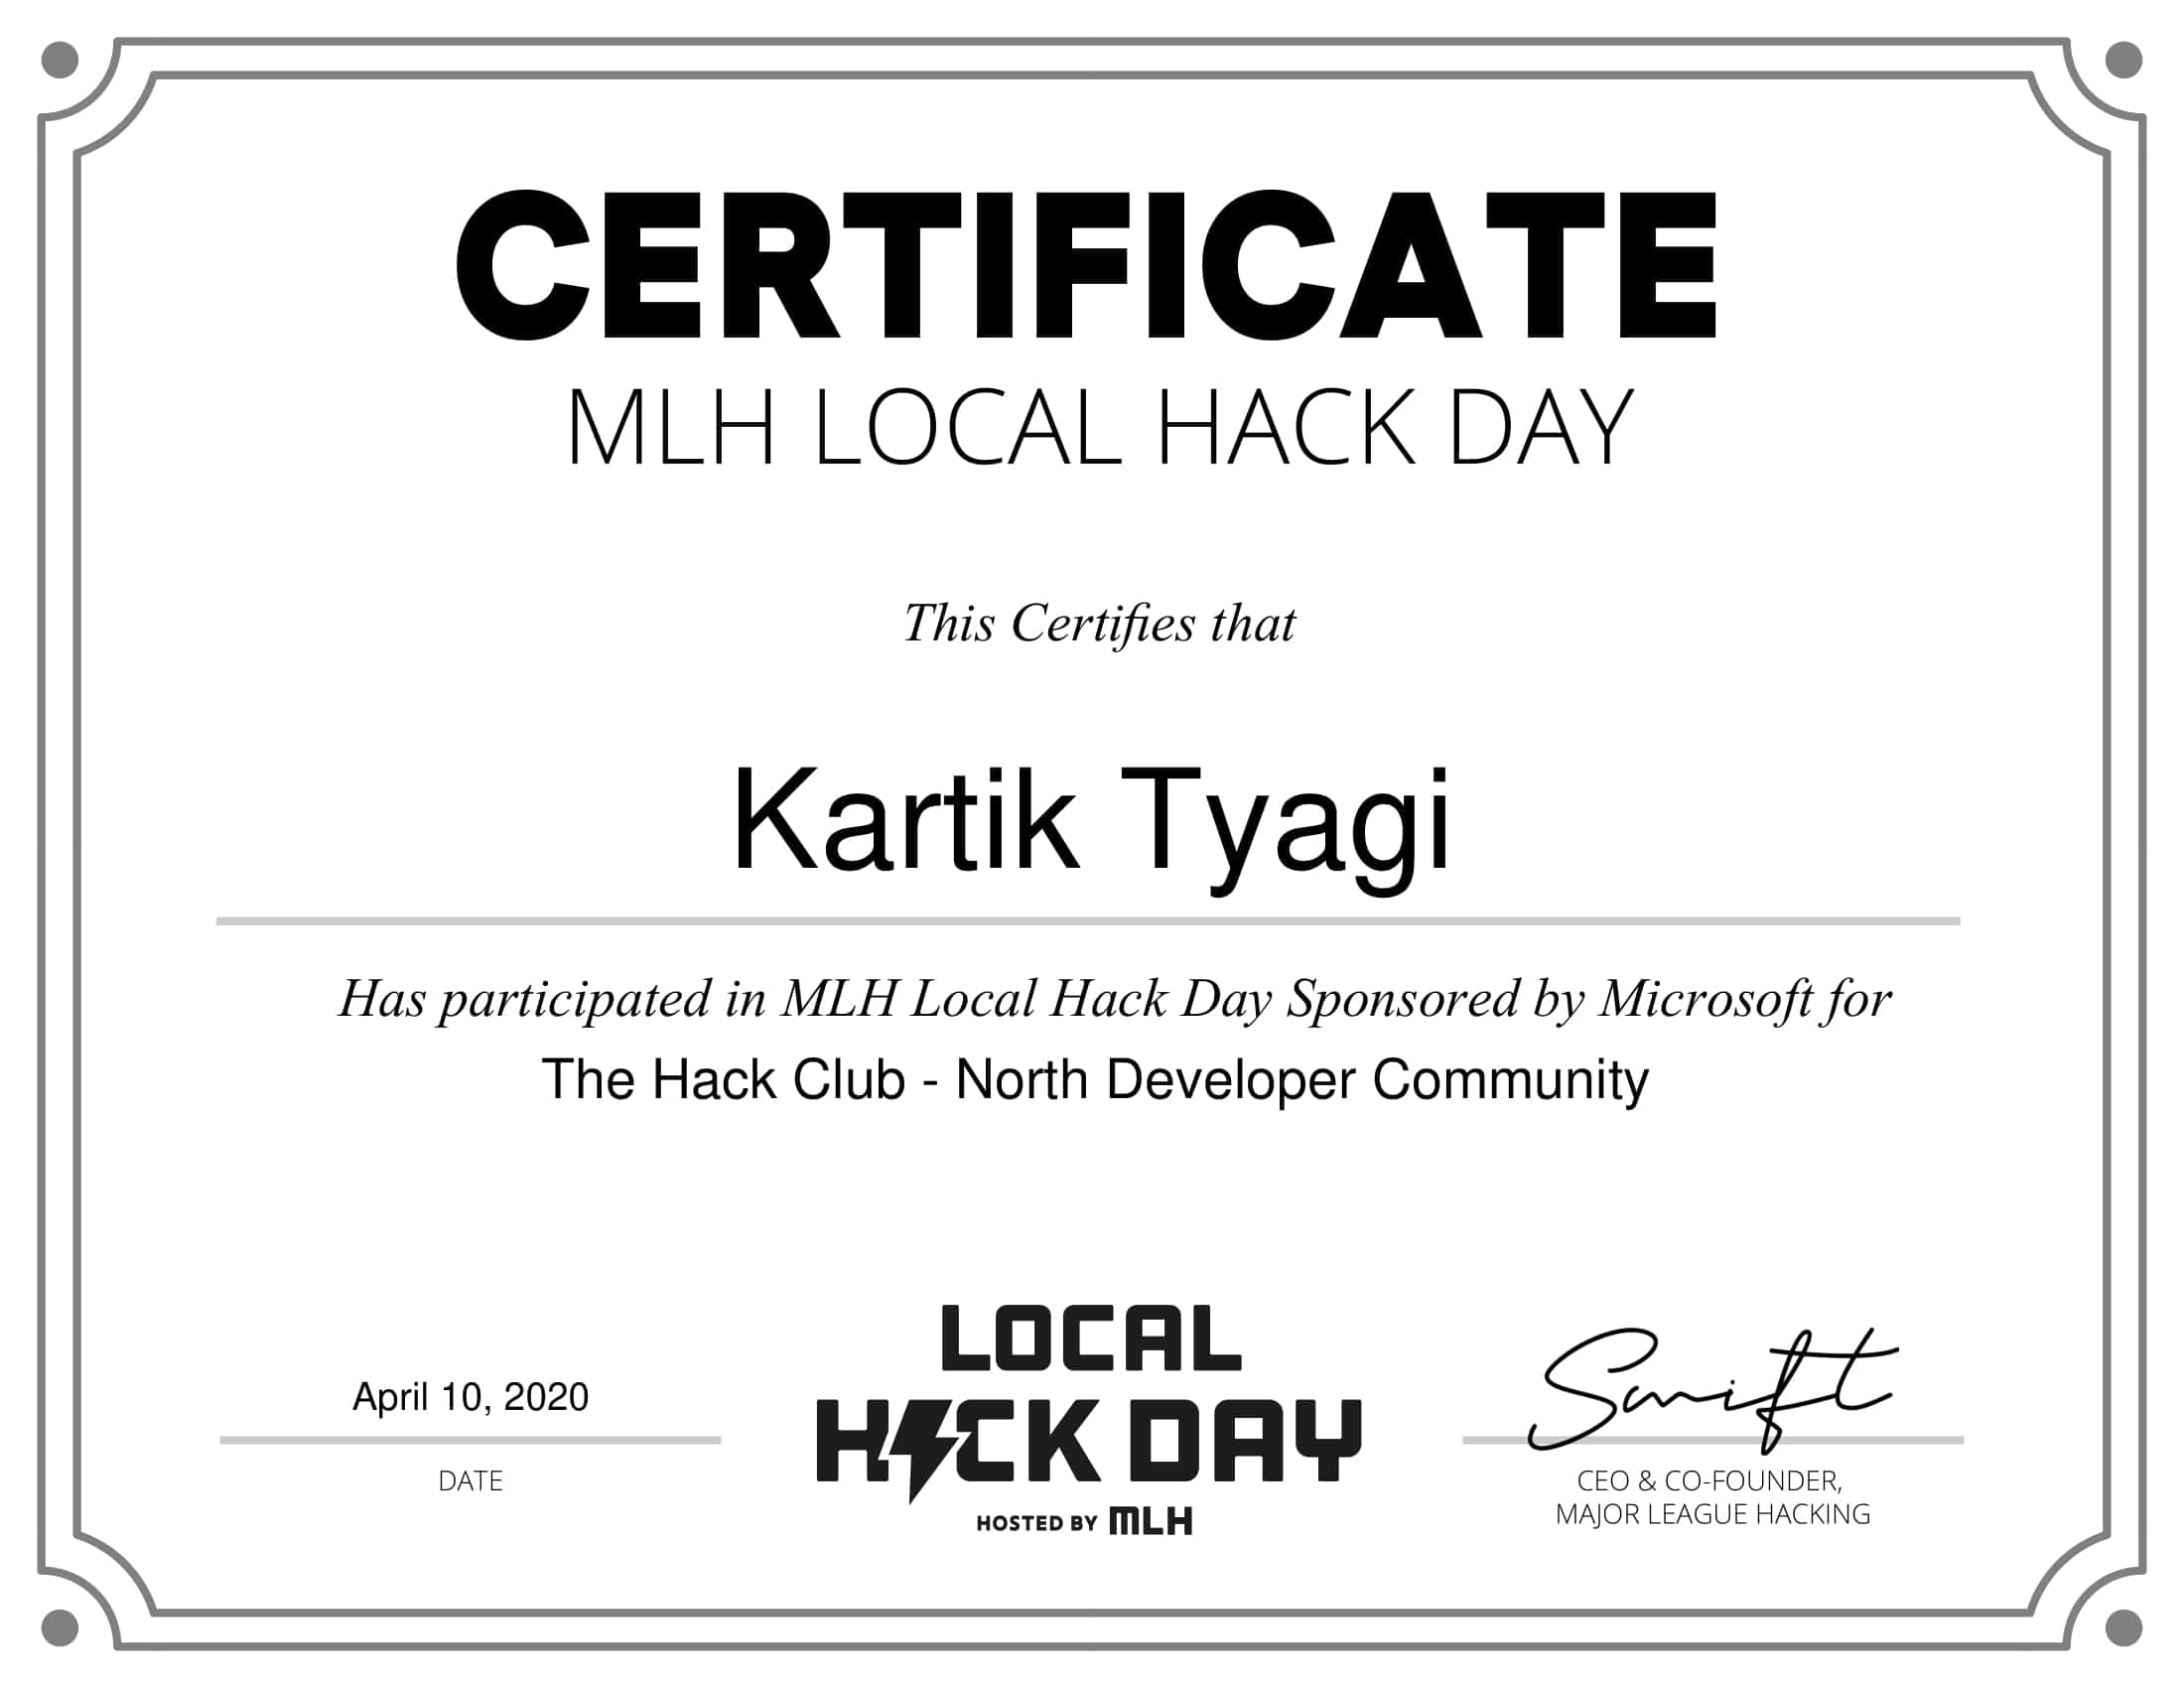 CERTIFICATE
MLH LOCAL HACK DAY
This Certifies that
Kartik Tyagi
Has participated in MLH Local Hack Day Sponsored by Microsoft for
The Hack Club - North Developer Community
April 10, 2020
DATE
LOCAL
HACK DAY
HOSTED BY MLH
Swift
CEO & CO-FOUNDER,
MAJOR LEAGUE HACKING